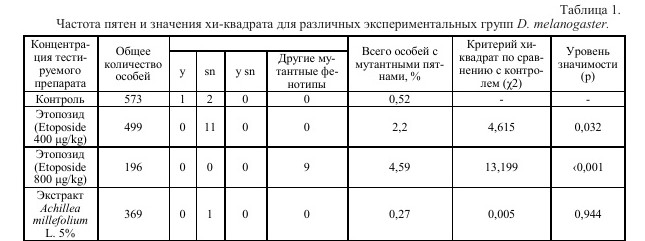 Таблица 1.
Частота пятен и значения хи-квадрата для различных экспериментальных групп D. melanogaster.
Концентра-
ция тести-
руемого
препарата
Общее
количество
особей
y
sn
y sn
Другие му-
тантные фе-
нотипы
Всего особей с
мутантными пят-
нами, %
Критерий хи-
квадрат по срав-
нению с контро-
лем (χ2)
Уровень
значимости
(p)
Контроль 573 1 2 0 0 0,52 - -
Этопозид
(Etoposide
400 μg/kg)
499 0 11 0 0 2,2 4,615 0,032
Этопозид
(Etoposide
800 μg/kg)
196 0 0 0 9 4,59 13,199 ‹0,001
Экстракт
Achillea
millefolium
L. 5%
369 0 1 0 0 0,27 0,005 0,944